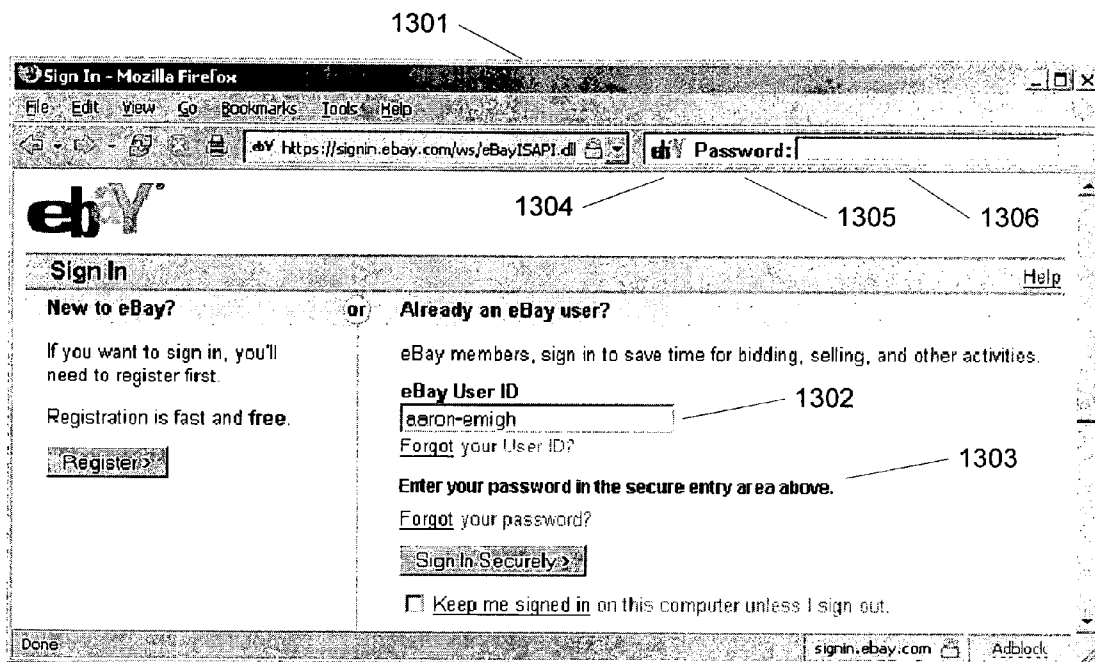 1301
Sign In - Mozilla Firefox
File Edit View Go Bookmarks Tools Help
ebY https://signin.ebay.com/ws/eBayISAPI.dll
ebY Password:
1304
1305
1306
ebaY
Sign In
Help
New to eBay?
or
Already an eBay user?
If you want to sign in, you'll
need to register first.
eBay members, sign in to save time for bidding, selling, and other activities.
Registration is fast and free.
Register >
eBay User ID
aaron-emigh
1302
Forgot your User ID?
1303
Enter your password in the secure entry area above.
Forgot your password?
Sign In Securely >
Keep me signed in on this computer unless I sign out.
Done
signin.ebay.com
Adblock